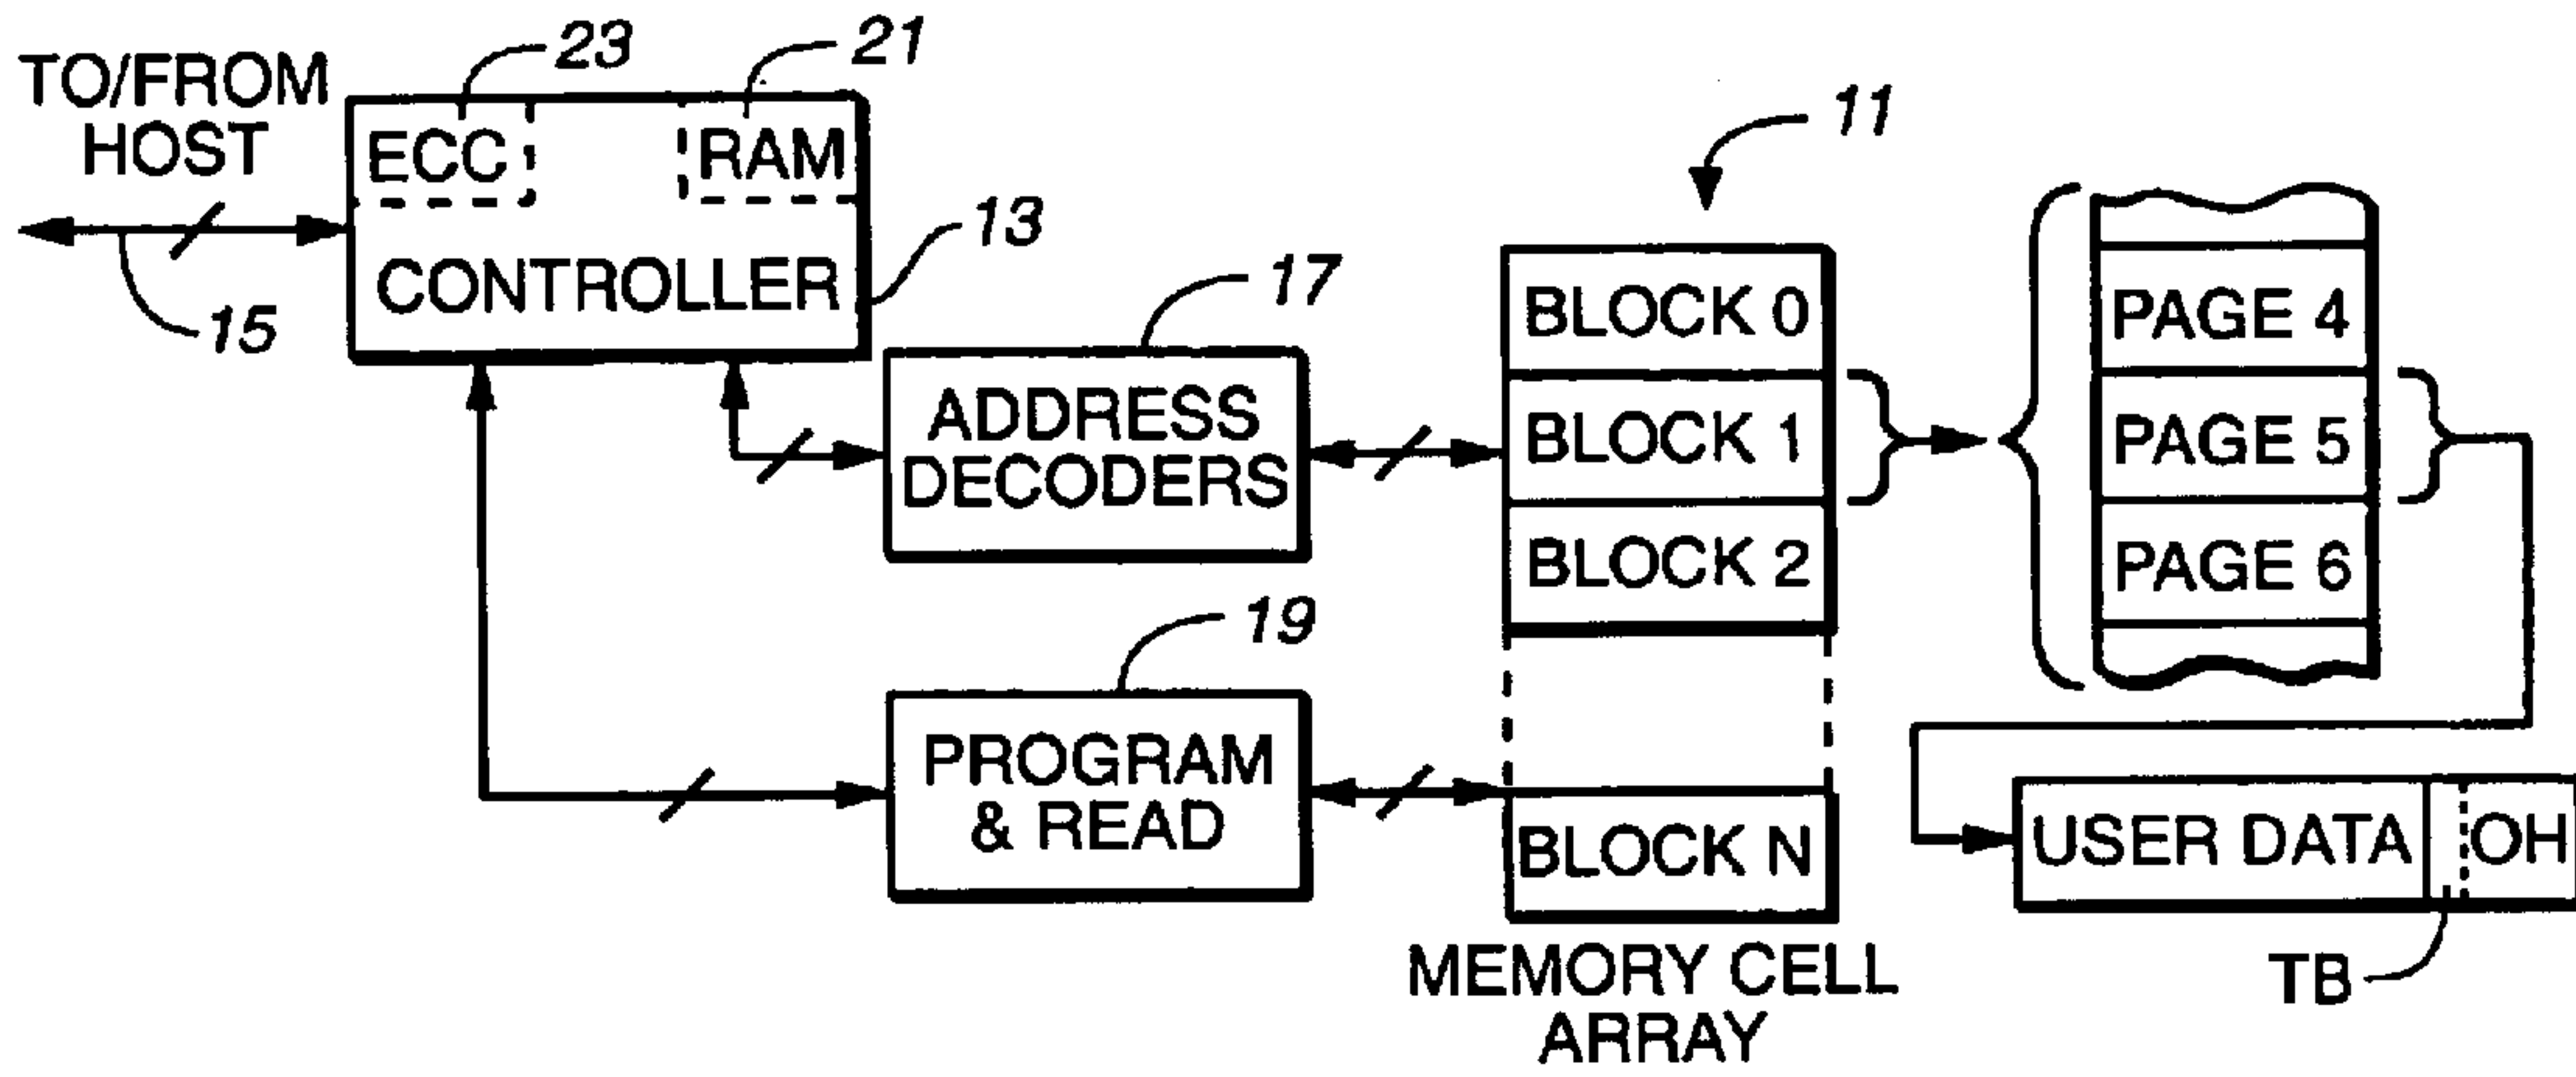 TO/FROM
HOST
23
21
ECC
RAM
CONTROLLER
13
15
17
ADDRESS
DECODERS
19
PROGRAM
& READ
11
BLOCK 0
BLOCK 1
BLOCK 2
BLOCK N
MEMORY CELL
ARRAY
PAGE 4
PAGE 5
PAGE 6
USER DATA
OH
TB